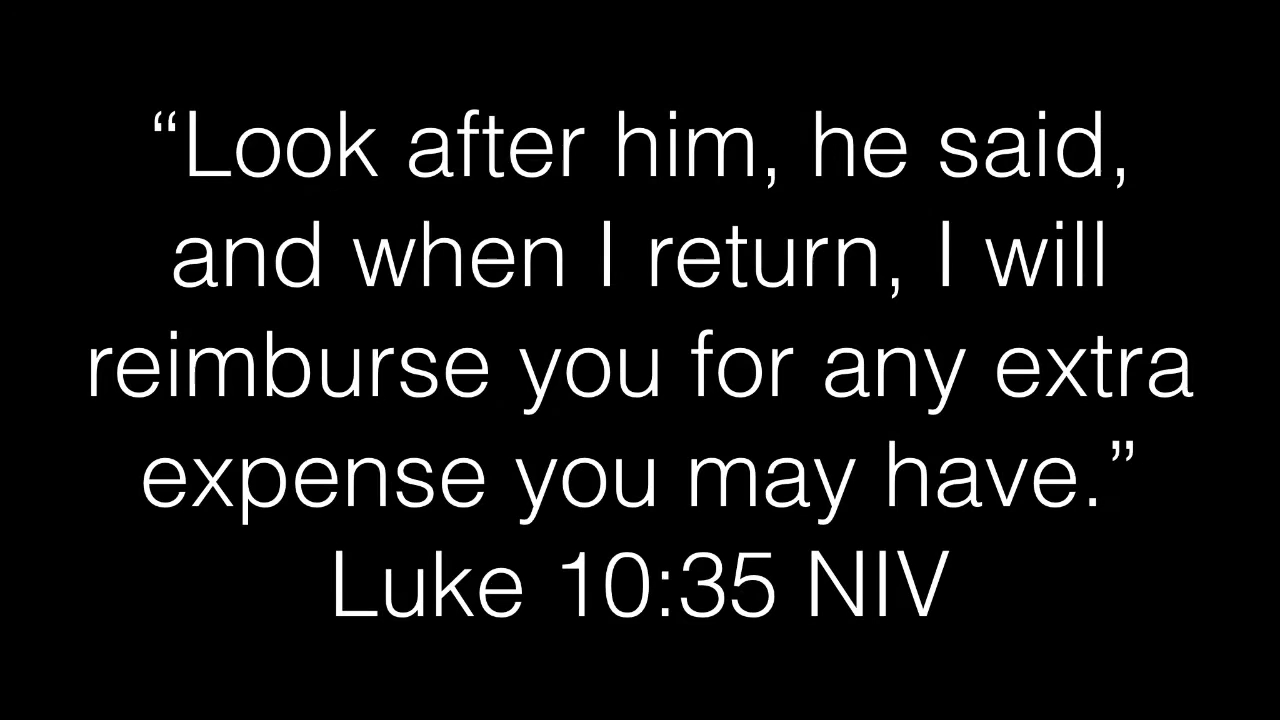 “Look after him, he said,
and when I return, I will
reimburse you for any extra
expense you may have.”
Luke 10:35 NIV